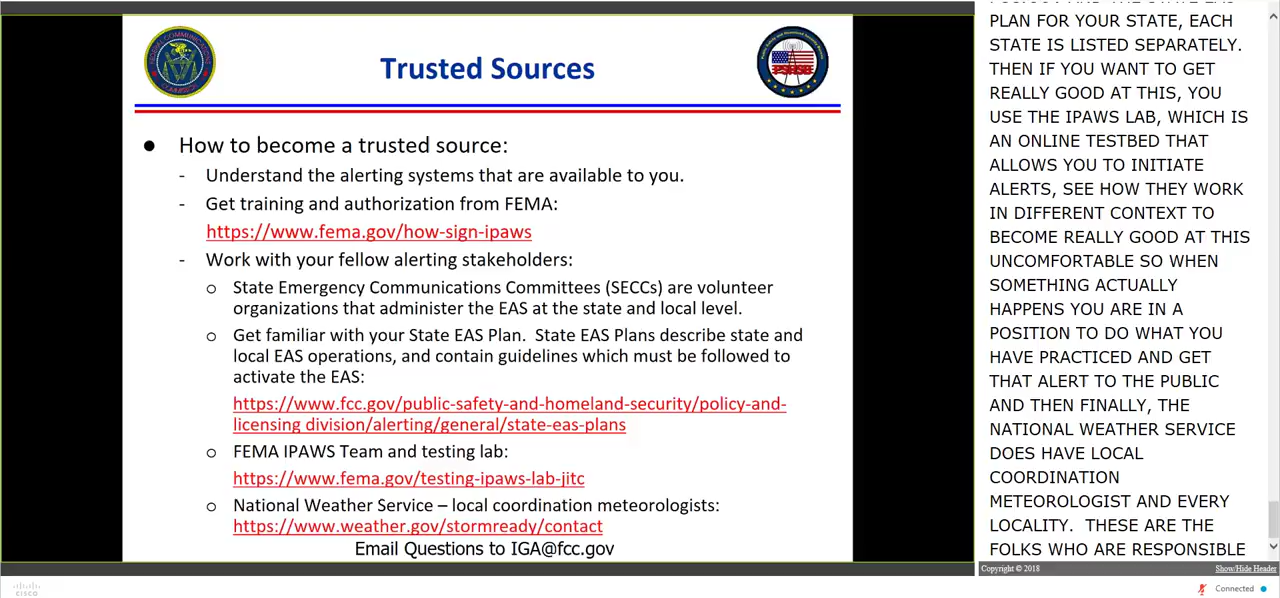 Trusted Sources
● How to become a trusted source:
- Understand the alerting systems that are available to you.
- Get training and authorization from FEMA:
https://www.fema.gov/how-sign-ipaws
- Work with your fellow alerting stakeholders:
o State Emergency Communications Committees (SECCs) are volunteer
organizations that administer the EAS at the state and local level.
o Get familiar with your State EAS Plan. State EAS Plans describe state and
local EAS operations, and contain guidelines which must be followed to
activate the EAS:
https://www.fcc.gov/public-safety-and-homeland-security/policy-and-
licensing division/alerting/general/state-eas-plans
o FEMA IPAWS Team and testing lab:
https://www.fema.gov/testing-ipaws-lab-jitc
o National Weather Service – local coordination meteorologists:
https://www.weather.gov/stormready/contact
Email Questions to IGA@fcc.gov
PLAN FOR YOUR STATE, EACH
STATE IS LISTED SEPARATELY.
THEN IF YOU WANT TO GET
REALLY GOOD AT THIS, YOU
USE THE IPAWS LAB, WHICH IS
AN ONLINE TESTBED THAT
ALLOWS YOU TO INITIATE
ALERTS, SEE HOW THEY WORK
IN DIFFERENT CONTEXT TO
BECOME REALLY GOOD AT THIS
UNCOMFORTABLE SO WHEN
SOMETHING ACTUALLY
HAPPENS YOU ARE IN A
POSITION TO DO WHAT YOU
HAVE PRACTICED AND GET
THAT ALERT TO THE PUBLIC
AND THEN FINALLY, THE
NATIONAL WEATHER SERVICE
DOES HAVE LOCAL
COORDINATION
METEOROLOGIST AND EVERY
LOCALITY. THESE ARE THE
FOLKS WHO ARE RESPONSIBLE
Copyright © 2018
Show/Hide Header
cisco
Connected